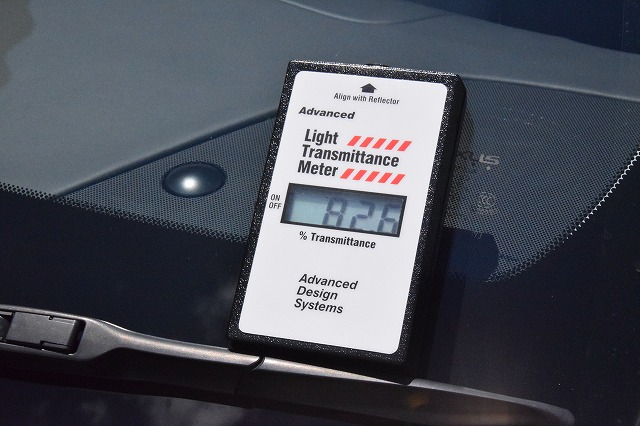 Align with Reflector
Advanced
Light
Transmittance
Meter
ON
OFF
82.6
% Transmittance
Advanced
Design
Systems